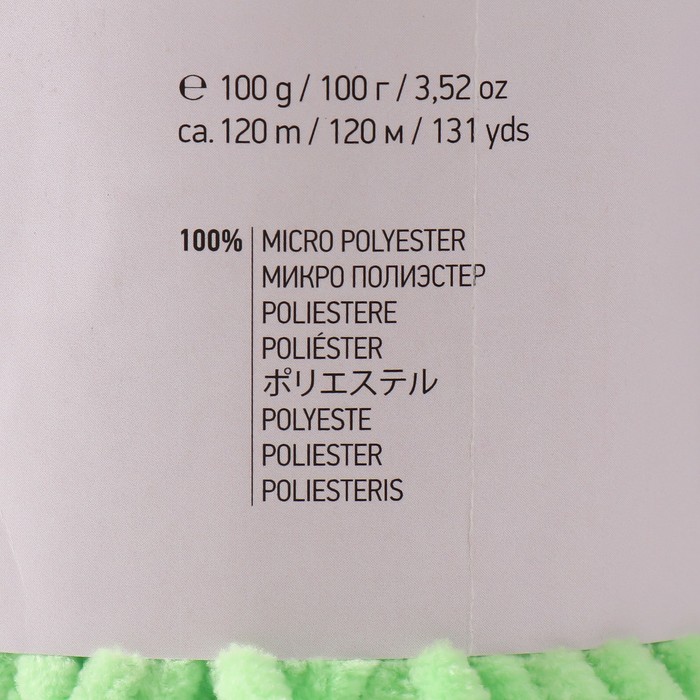 ℮ 100 g / 100 г / 3,52 oz
ca. 120 m / 120 м / 131 yds
100% MICRO POLYESTER
МИКРО ПОЛИЭСТЕР
POLIESTERE
POLIÉSTER
ポリエステル
POLYESTE
POLIESTER
POLIESTERIS